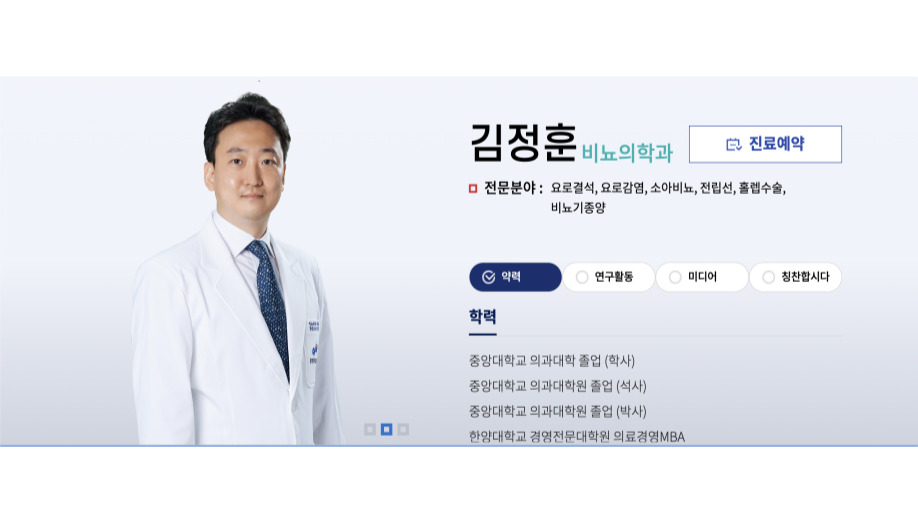 김정훈 비뇨의학과
진료예약
전문분야 : 요로결석, 요로감염, 소아비뇨, 전립선, 홀렙수술,
비뇨기종양
약력
연구활동
미디어
칭찬합시다
학력
중앙대학교 의과대학 졸업 (학사)
중앙대학교 의과대학원 졸업 (석사)
중앙대학교 의과대학원 졸업 (박사)
한양대학교 경영전문대학원 의료경영MBA